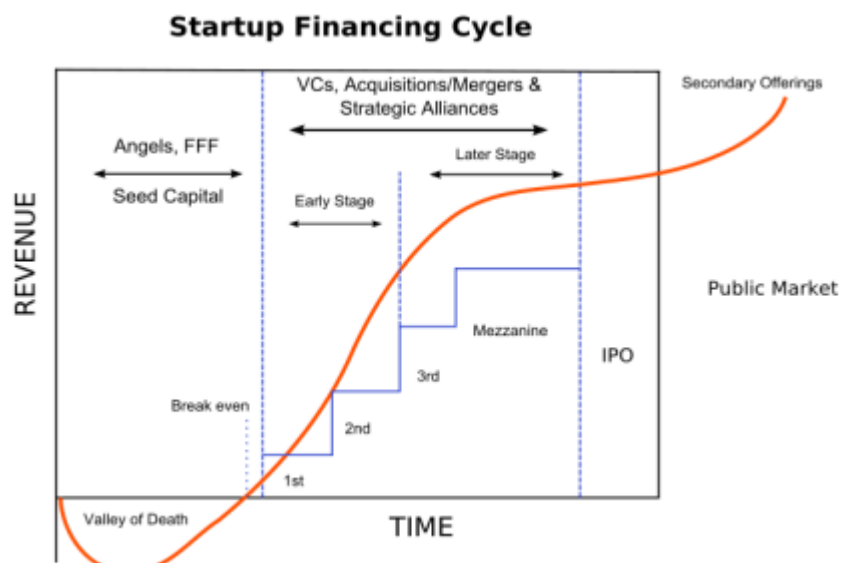 Startup Financing Cycle
VCs, Acquisitions/Mergers &
Strategic Alliances
Secondary Offerings
Angels, FFF
Later Stage
Seed Capital
Early Stage
REVENUE
Public Market
Mezzanine
IPO
3rd
Break even
2nd
1st
Valley of Death
TIME